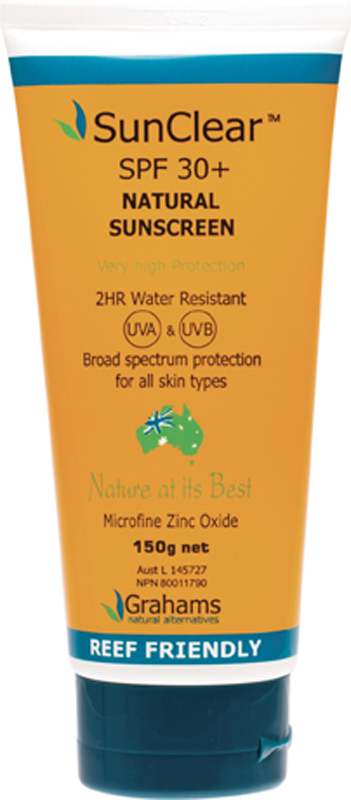 SunClear™
SPF 30+
NATURAL
SUNSCREEN
Very high Protection
2HR Water Resistant
UVA & UVB
Broad spectrum protection
for all skin types
Nature at its Best
Microfine Zinc Oxide
150g net
Aust L 145727
NPN 80011790
Grahams
natural alternatives
REEF FRIENDLY